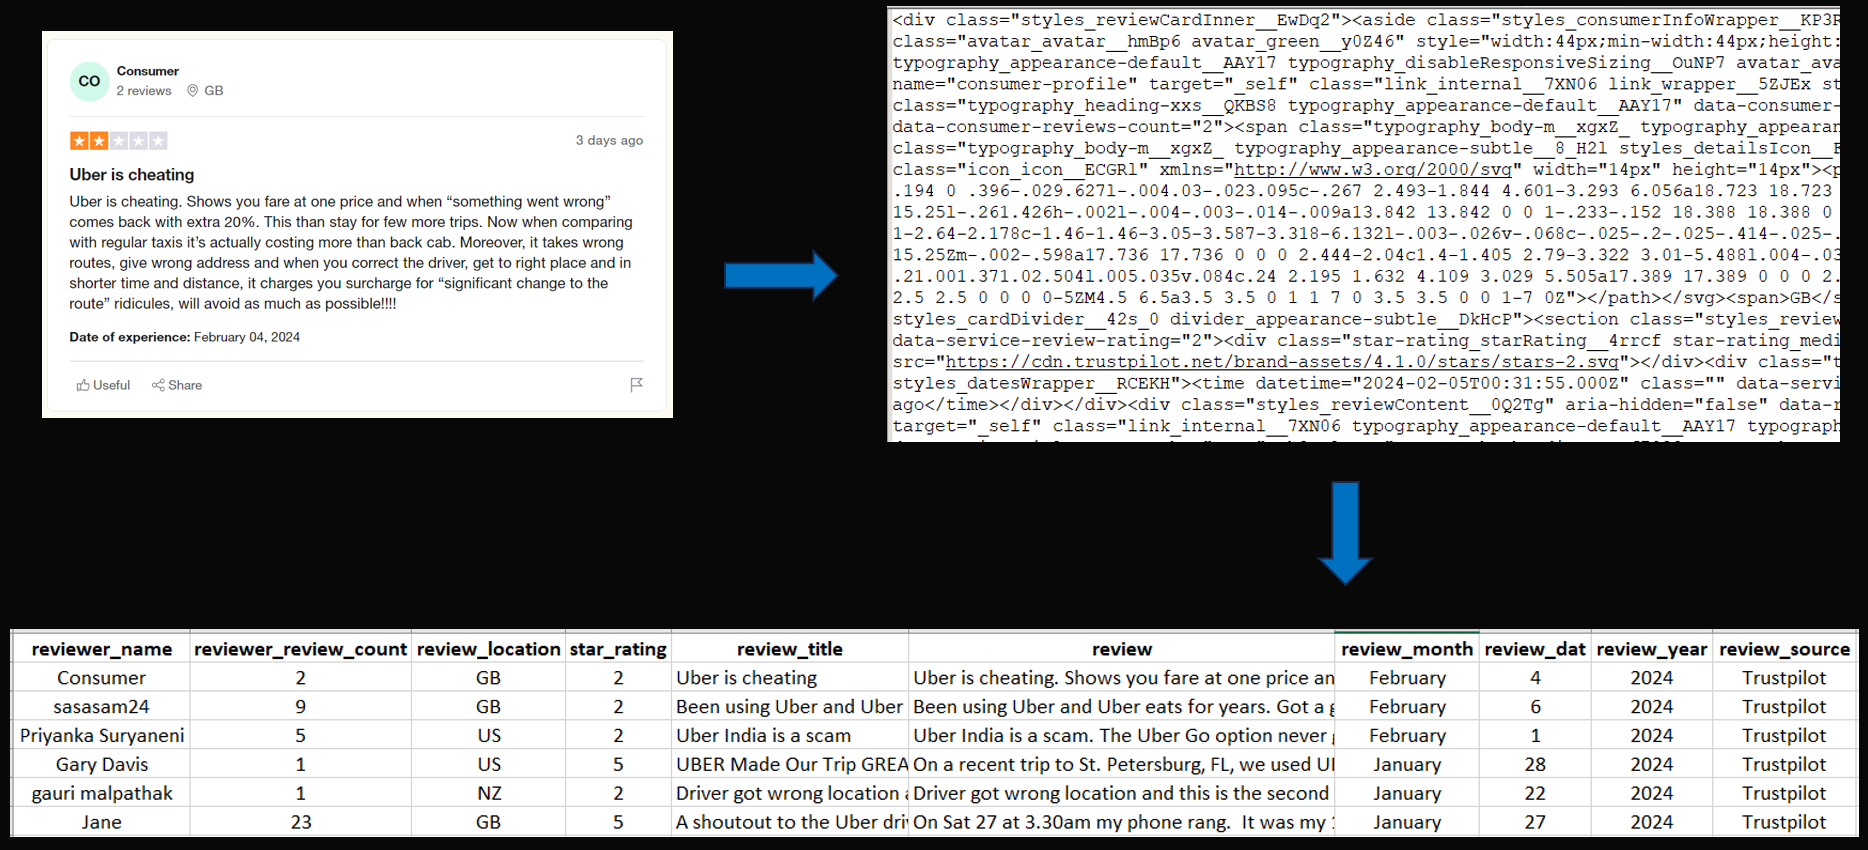 CO
Consumer
2 reviews GB
3 days ago
Uber is cheating
Uber is cheating. Shows you fare at one price and when “something went wrong”
comes back with extra 20%. This than stay for few more trips. Now when comparing
with regular taxis it’s actually costing more than back cab. Moreover, it takes wrong
routes, give wrong address and when you correct the driver, get to right place and in
shorter time and distance, it charges you surcharge for “significant change to the
route” ridicules, will avoid as much as possible!!!!
Date of experience: February 04, 2024
Useful Share
<div class="styles_reviewCardInner__EwDq2"><aside class="styles_consumerInfoWrapper__KP3R
class="avatar_avatar__hmBp6 avatar_green__y0Z46" style="width:44px;min-width:44px;height:
typography_appearance-default__AAY17 typography_disableResponsiveSizing__OuNP7 avatar_ava
name="consumer-profile" target="_self" class="link_internal__7XN06 link_wrapper__5ZJEx st
class="typography_heading-xxs__QKBS8 typography_appearance-default__AAY17" data-consumer-
data-consumer-reviews-count="2"><span class="typography_body-m__xgxZ_ typography_appearan
class="typography_body-m__xgxZ_ typography_appearance-subtle__8_H2l styles_detailsIcon__
class="icon_icon__ECGRl" xmlns="http://www.w3.org/2000/svg" width="14px" height="14px"><p
.194 0 .396-.029.627l-.004.03-.023.095c-.267 2.493-1.844 4.601-3.293 6.056a18.723 18.723
15.25l-.261.426h-.002l-.004-.003-.014-.009a13.842 13.842 0 0 1-.233-.152 18.388 18.388 0
1-2.64-2.178c-1.46-1.46-3.05-3.587-3.318-6.132l-.003-.026v-.068c-.025-.2-.025-.414-.025-.
15.25Zm-.002-.598a17.736 17.736 0 0 0 2.444-2.04c1.4-1.405 2.79-3.322 3.01-5.488l.004-.03
.21.001.371.02.504l.005.035v.084c.24 2.195 1.632 4.109 3.029 5.505a17.389 17.389 0 0 0 2.
2.5 2.5 0 0 0 0-5ZM4.5 6.5a3.5 3.5 0 1 1 7 0 3.5 3.5 0 0 1-7 0Z"></path></svg><span>GB</s
styles_cardDivider__42s_0 divider_appearance-subtle__DkHcP"><section class="styles_review
data-service-review-rating="2"><div class="star-rating_starRating__4rrcf star-rating_medi
src="https://cdn.trustpilot.net/brand-assets/4.1.0/stars/stars-2.svg"></div><div class="t
styles_datesWrapper__RCEKH"><time datetime="2024-02-05T00:31:55.000Z" class="" data-servi
ago</time></div></div><div class="styles_reviewContent__0Q2Tg" aria-hidden="false" data-r
target="_self" class="link_internal__7XN06 typography_appearance-default__AAY17 typograph
reviewer_name reviewer_review_count review_location star_rating review_title review review_month review_dat review_year review_source
Consumer 2 GB 2 Uber is cheating Uber is cheating. Shows you fare at one price an February 4 2024 Trustpilot
sasasam24 9 GB 2 Been using Uber and Uber Been using Uber and Uber eats for years. Got a g February 6 2024 Trustpilot
Priyanka Suryaneni 5 US 2 Uber India is a scam Uber India is a scam. The Uber Go option never February 1 2024 Trustpilot
Gary Davis 1 US 5 UBER Made Our Trip GREA On a recent trip to St. Petersburg, FL, we used UI January 28 2024 Trustpilot
gauri malpathak 1 NZ 2 Driver got wrong location Driver got wrong location and this is the second January 22 2024 Trustpilot
Jane 23 GB 5 A shoutout to the Uber dri On Sat 27 at 3.30am my phone rang. It was my January 27 2024 Trustpilot